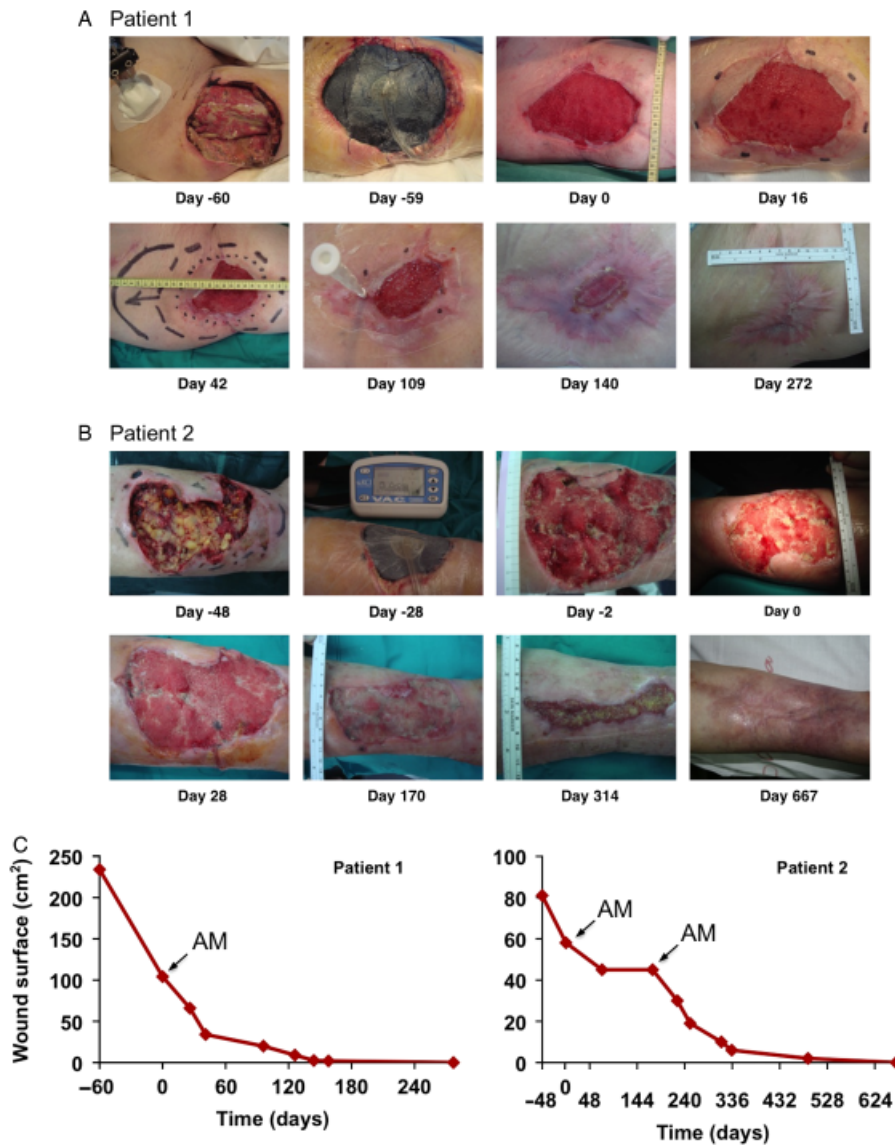 A Patient 1
Day -60 Day -59 Day 0 Day 16
Day 42 Day 109 Day 140 Day 272
B Patient 2
VAC
Day -48 Day -28 Day -2 Day 0
Day 28 Day 170 Day 314 Day 667
C
Wound surface (cm²)
250
200
150
100
50
0
Patient 1
AM
–60 0 60 120 180 240
Time (days)
100
80
60
40
20
0
Patient 2
AM
AM
–48 0 48 144 240 336 432 528 624
Time (days)